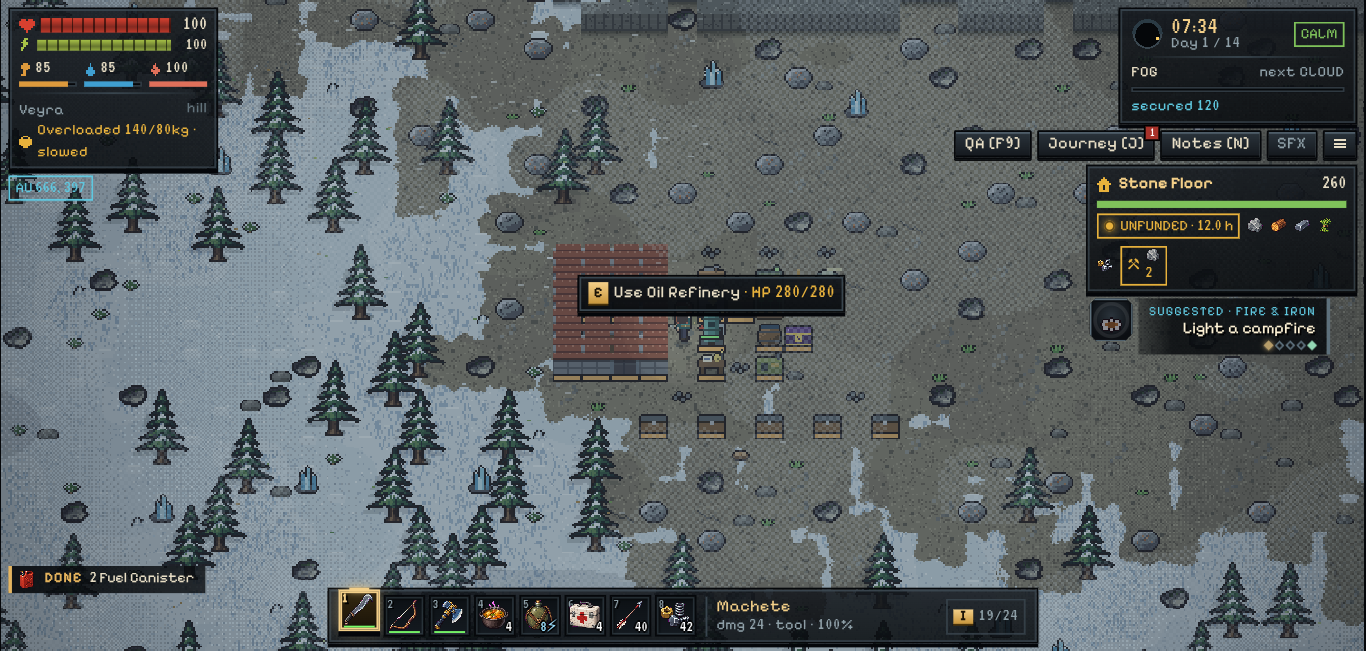 100
100
85 85 100
Veyra hill
Overloaded 140/80kg · slowed
AU 666, 397
07:34
Day 1 / 14
CALM
FOG next CLOUD
secured 120
QA (F9)
Journey (J)
1
Notes (N)
SFX
Stone Floor 260
UNFUNDED · 12.0 h
2
SUGGESTED · FIRE & IRON
Light a campfire
E Use Oil Refinery · HP 280/280
DONE 2 Fuel Canister
1 2 3 4 5 6 7 8
4 8 4 40 42
Machete
dmg 24 · tool · 100%
I 19/24